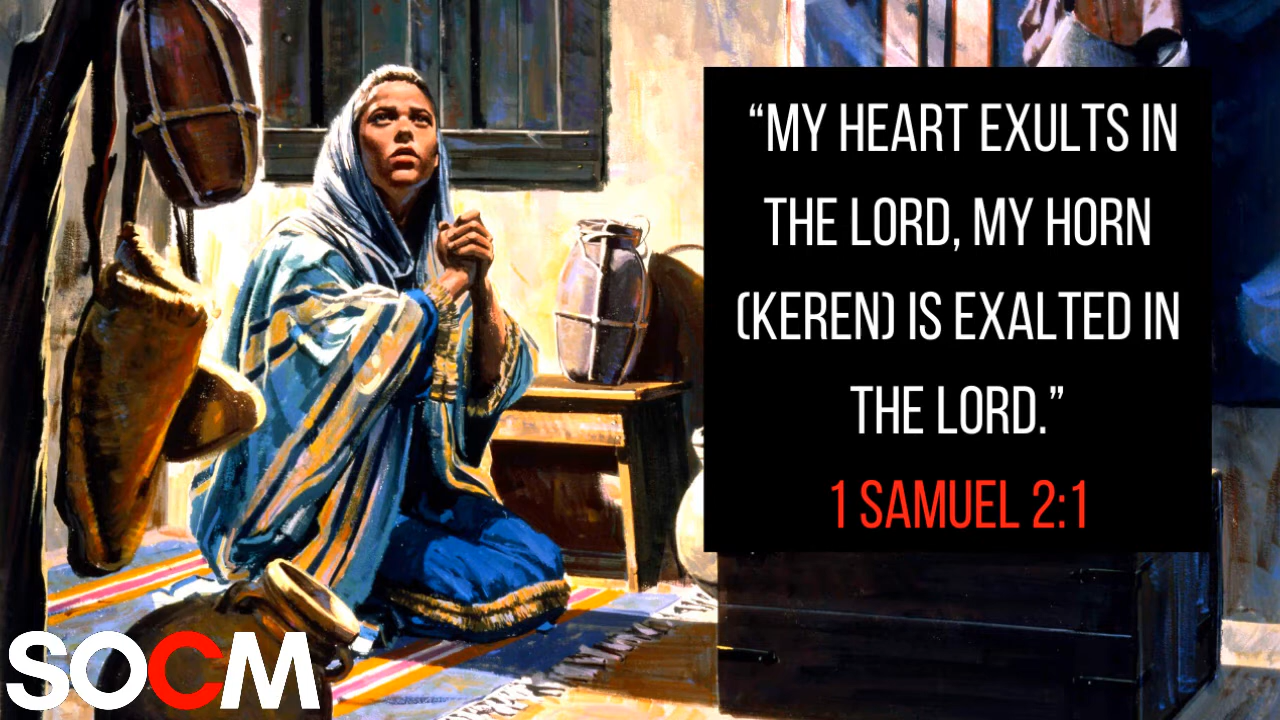 “MY HEART EXULTS IN
THE LORD, MY HORN
(KEREN) IS EXALTED IN
THE LORD.”
1 SAMUEL 2:1
SOCM